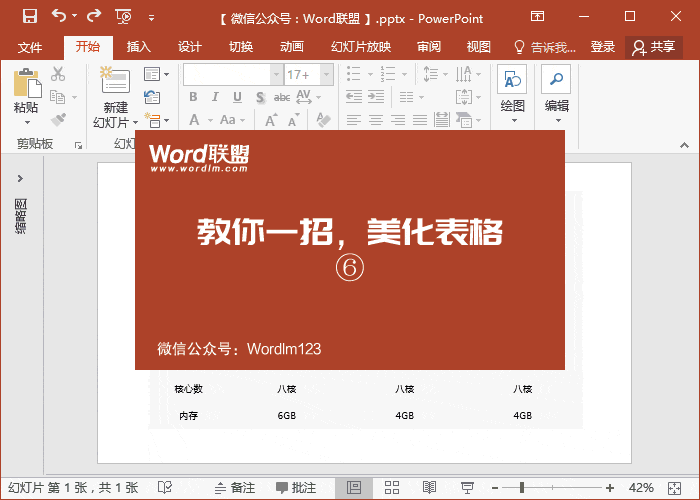 【 微信公众号：Word联盟 】.pptx - PowerPoint
文件 开始 插入 设计 切换 动画 幻灯片放映 审阅 视图 告诉我... 登录 共享
17+
粘贴 新建 绘图 编辑
幻灯片
B I U S abc AV
A Aa A A
剪贴板 幻灯
缩略图
Word联盟
www.wordlm.com
教你一招，美化表格
⑥
微信公众号：Wordlm123
核心数 八核 八核 八核
内存 6GB 4GB 4GB
幻灯片 第 1 张，共 1 张 备注 批注 42%